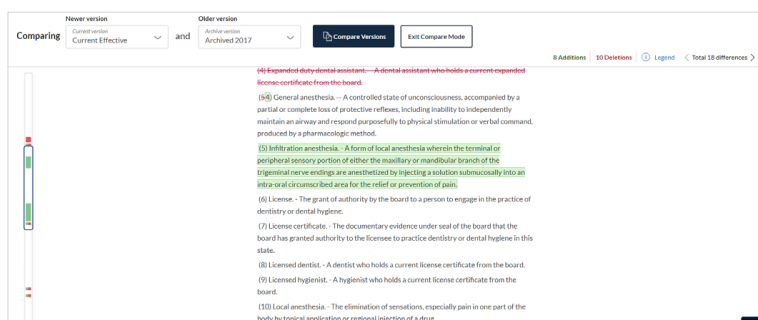 Newer version
Older version
Comparing
Current version
Current Effective
and
Archive version
Archived 2017
Compare Versions
Exit Compare Mode
8 Additions
10 Deletions
Legend
Total 18 differences
(4) Expanded duty dental assistant. - A dental assistant who holds a current expanded
license certificate from the board.
(54) General anesthesia. -- A controlled state of unconsciousness, accompanied by a
partial or complete loss of protective reflexes, including inability to independently
maintain an airway and respond purposefully to physical stimulation or verbal command,
produced by a pharmacologic method.
(5) Infiltration anesthesia. - A form of local anesthesia wherein the terminal or
peripheral sensory portion of either the maxillary or mandibular branch of the
trigeminal nerve endings are anesthetized by injecting a solution submucosally into an
intra-oral circumscribed area for the relief or prevention of pain.
(6) License. - The grant of authority by the board to a person to engage in the practice of
dentistry or dental hygiene.
(7) License certificate. - The documentary evidence under seal of the board that the
board has granted authority to the licensee to practice dentistry or dental hygiene in this
state.
(8) Licensed dentist. - A dentist who holds a current license certificate from the board.
(9) Licensed hygienist. - A hygienist who holds a current license certificate from the
board.
(10) Local anesthesia. - The elimination of sensations, especially pain in one part of the
body by topical application or regional injection of a drug.